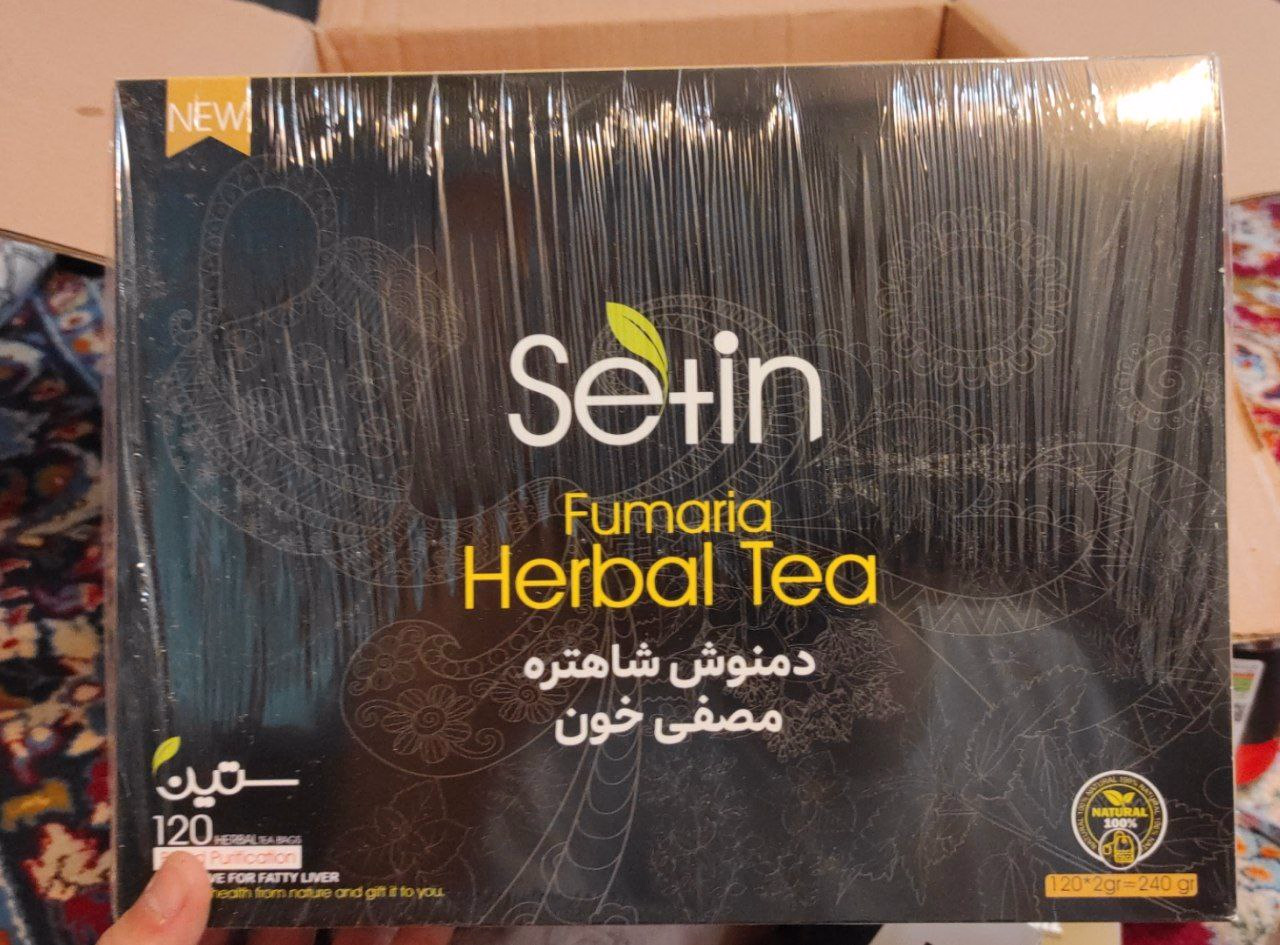 NEW
Setin
Fumaria
Herbal Tea
دمنوش شاهتره
مصفی خون
ستین
120 HERBAL TEA BAGS
Purification
FOR FATTY LIVER
health from nature and gift it to you.
NATURAL
100%
120*2gr=240 gr